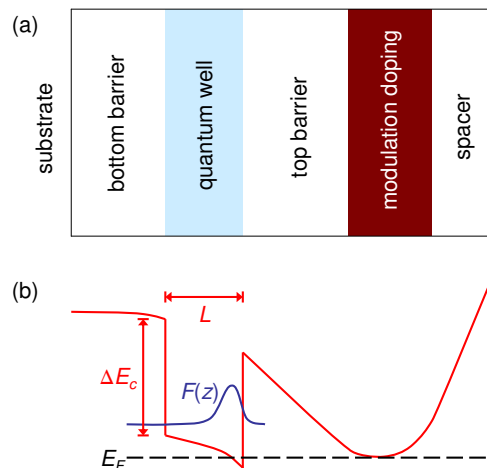 (a)
substrate
bottom barrier
quantum well
top barrier
modulation doping
spacer
(b)
L
ΔE_c
F(z)
E_F